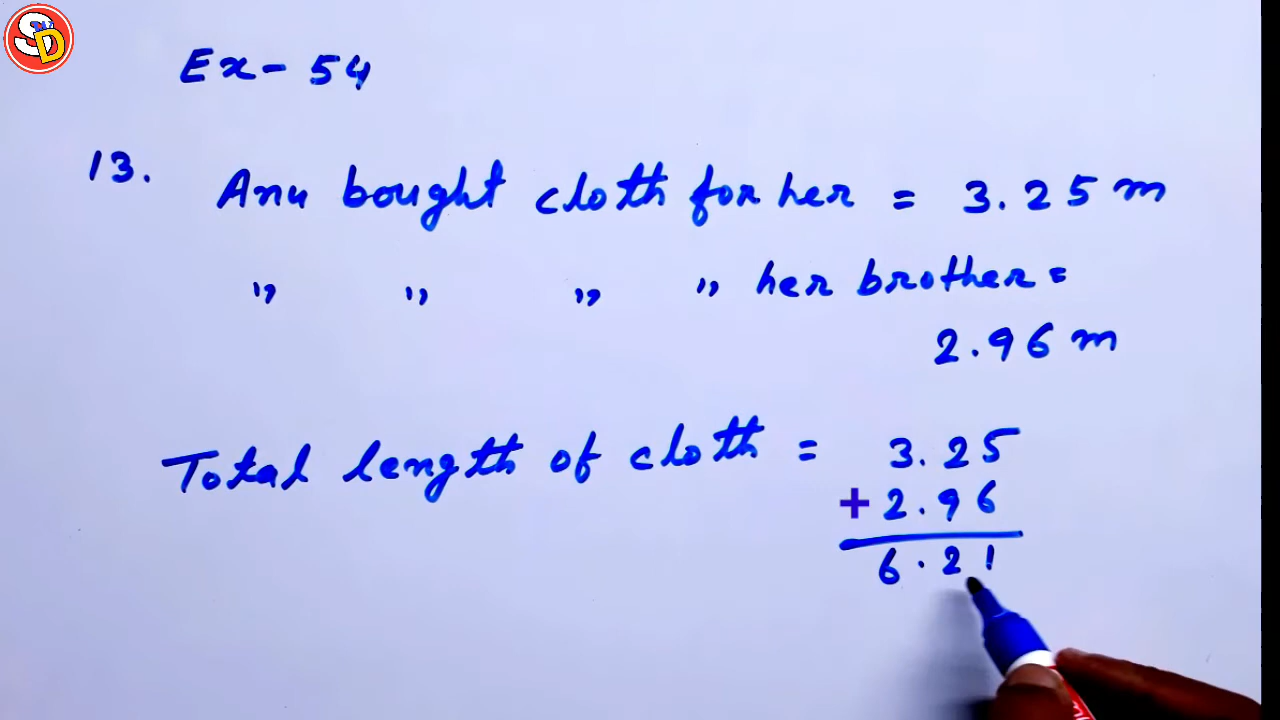 SD
Ex- 54
13. Anu bought cloth for her = 3.25 m
" " " " her brother =
2.96 m
Total length of cloth = 3.25
+ 2.96
6.21